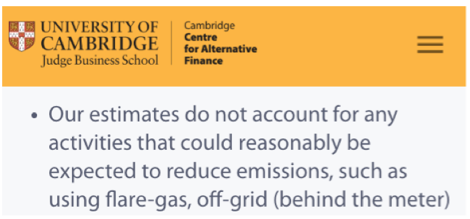 UNIVERSITY OF
CAMBRIDGE
Judge Business School
Cambridge
Centre
for Alternative
Finance
• Our estimates do not account for any
activities that could reasonably be
expected to reduce emissions, such as
using flare-gas, off-grid (behind the meter)